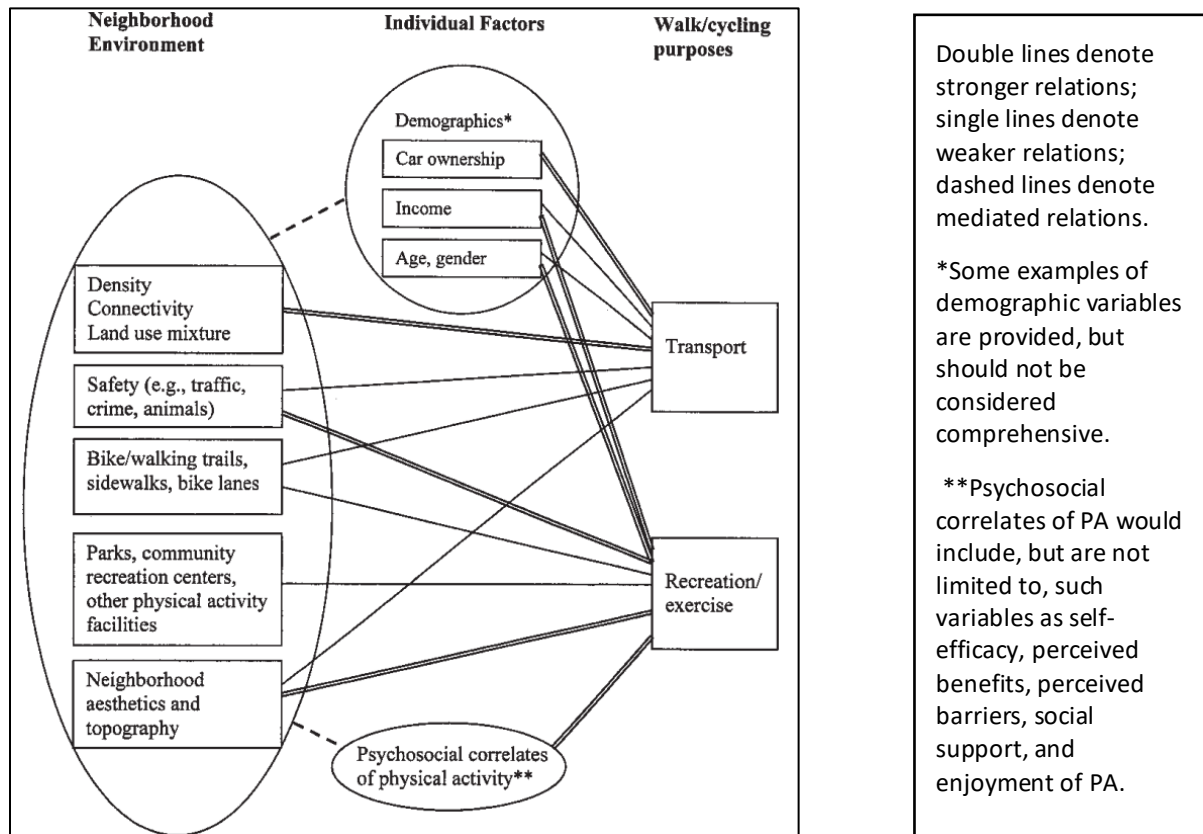 Neighborhood
Environment
Individual Factors
Walk/cycling
purposes
Demographics*
Car ownership
Income
Age, gender
Density
Connectivity
Land use mixture
Safety (e.g., traffic,
crime, animals)
Bike/walking trails,
sidewalks, bike lanes
Parks, community
recreation centers,
other physical activity
facilities
Neighborhood
aesthetics and
topography
Psychosocial correlates
of physical activity**
Transport
Recreation/
exercise
Double lines denote
stronger relations;
single lines denote
weaker relations;
dashed lines denote
mediated relations.
*Some examples of
demographic variables
are provided, but
should not be
considered
comprehensive.
**Psychosocial
correlates of PA would
include, but are not
limited to, such
variables as self-
efficacy, perceived
benefits, perceived
barriers, social
support, and
enjoyment of PA.